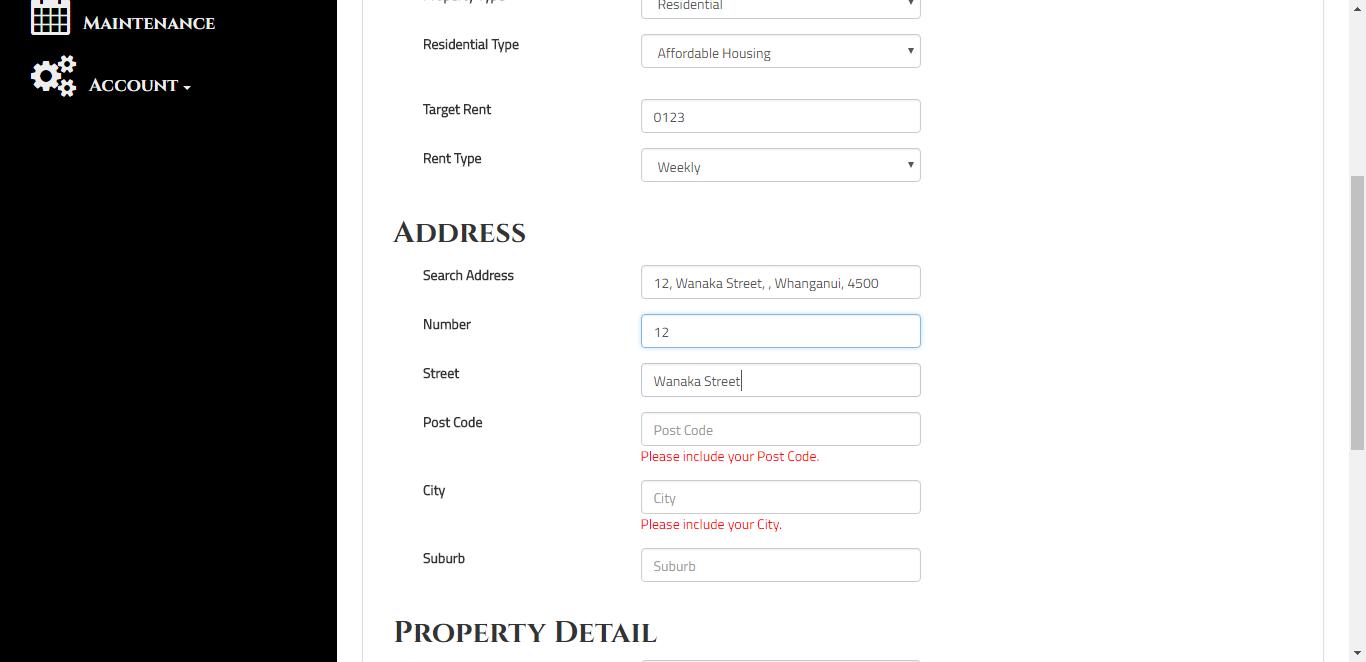 MAINTENANCE
ACCOUNT
Residential
Residential Type
Affordable Housing
Target Rent
0123
Rent Type
Weekly
ADDRESS
Search Address
12, Wanaka Street, , Whanganui, 4500
Number
12
Street
Wanaka Street
Post Code
Post Code
Please include your Post Code.
City
City
Please include your City.
Suburb
Suburb
PROPERTY DETAIL